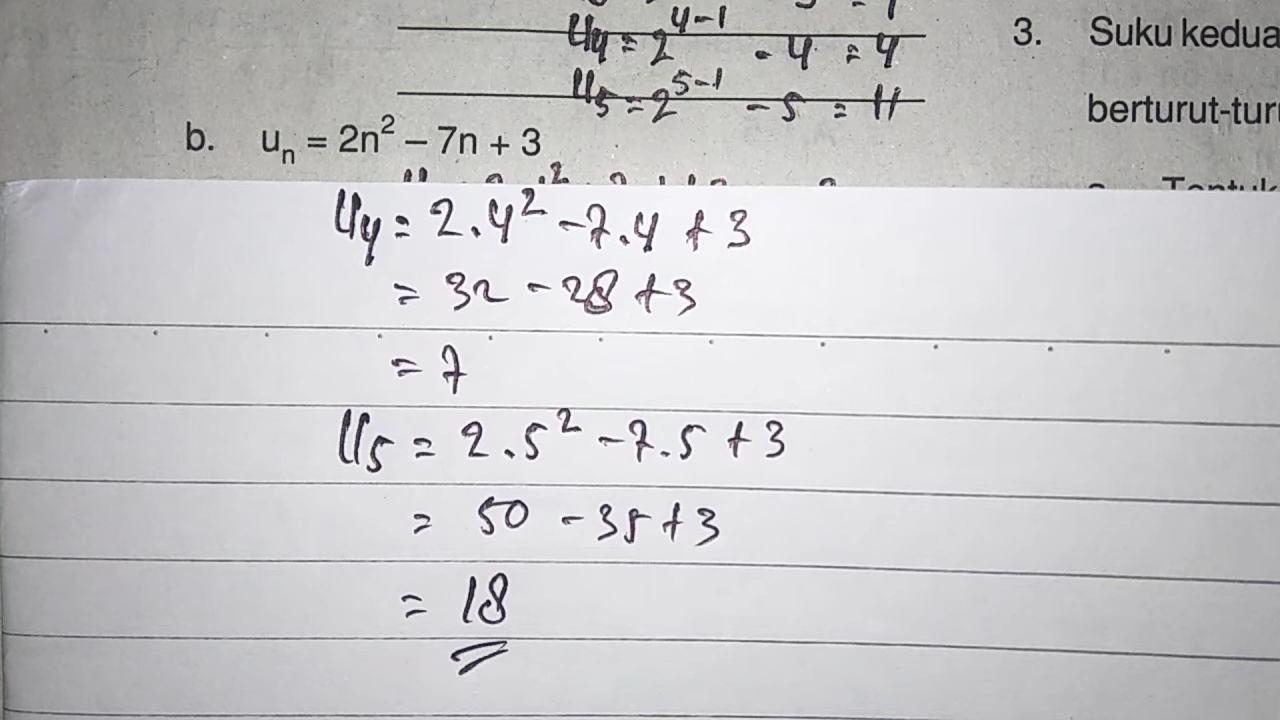 U4 = 2^4-1 - 4 = 4
U5 = 2^5-1 - 5 = 11
3. Suku kedua
berturut-turu
b. un = 2n² – 7n + 3
U4 = 2.4² - 7.4 + 3
= 32 - 28 + 3
= 7
U5 = 2.5² - 7.5 + 3
= 50 - 35 + 3
= 18